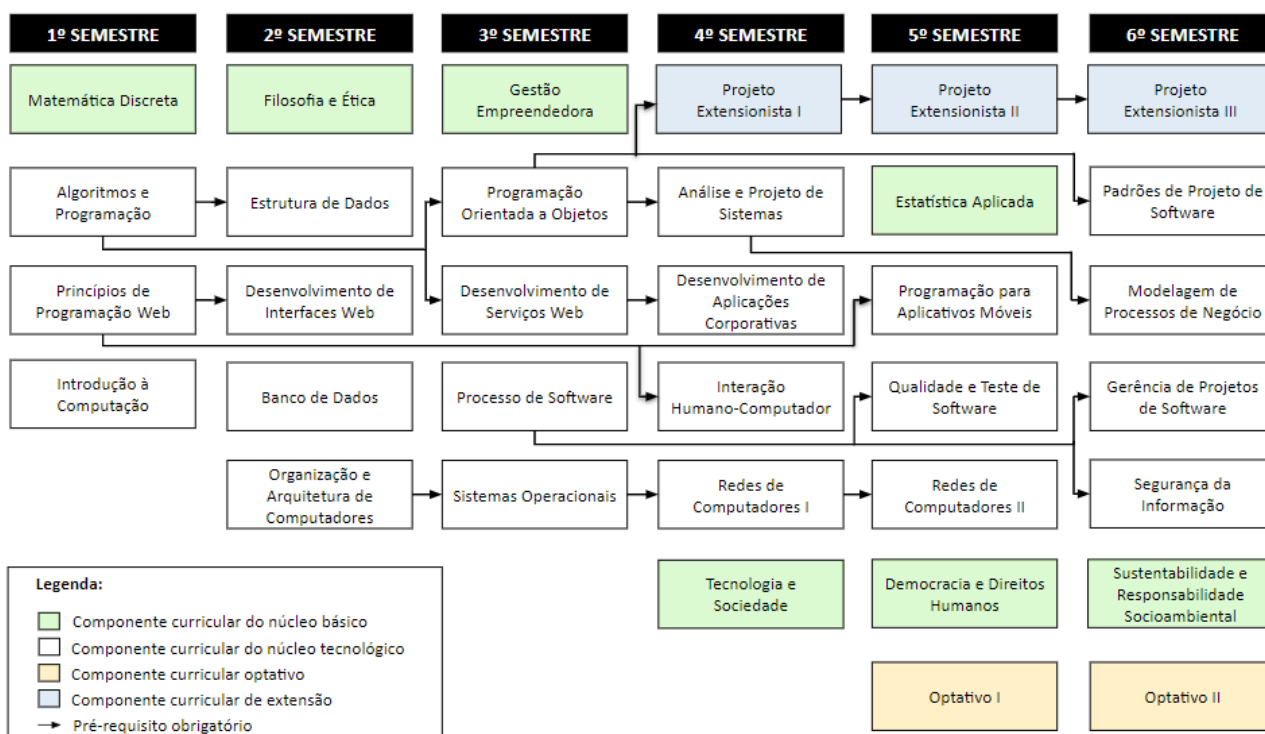 1º SEMESTRE
2º SEMESTRE
3º SEMESTRE
4º SEMESTRE
5º SEMESTRE
6º SEMESTRE
Matemática Discreta
Filosofia e Ética
Gestão
Empreendedora
Projeto
Extensionista I
Projeto
Extensionista II
Projeto
Extensionista III
Algoritmos e
Programação
Estrutura de Dados
Programação
Orientada a Objetos
Análise e Projeto de
Sistemas
Estatística Aplicada
Padrões de Projeto de
Software
Princípios de
Programação Web
Desenvolvimento de
Interfaces Web
Desenvolvimento de
Serviços Web
Desenvolvimento de
Aplicações
Corporativas
Programação para
Aplicativos Móveis
Modelagem de
Processos de Negócio
Introdução à
Computação
Banco de Dados
Processo de Software
Interação
Humano-Computador
Qualidade e Teste de
Software
Gerência de Projetos
de Software
Organização e
Arquitetura de
Computadores
Sistemas Operacionais
Redes de
Computadores I
Redes de
Computadores II
Segurança da
Informação
Tecnologia e
Sociedade
Democracia e Direitos
Humanos
Sustentabilidade e
Responsabilidade
Socioambiental
Optativo I
Optativo II
Legenda:
Componente curricular do núcleo básico
Componente curricular do núcleo tecnológico
Componente curricular optativo
Componente curricular de extensão
Pré-requisito obrigatório